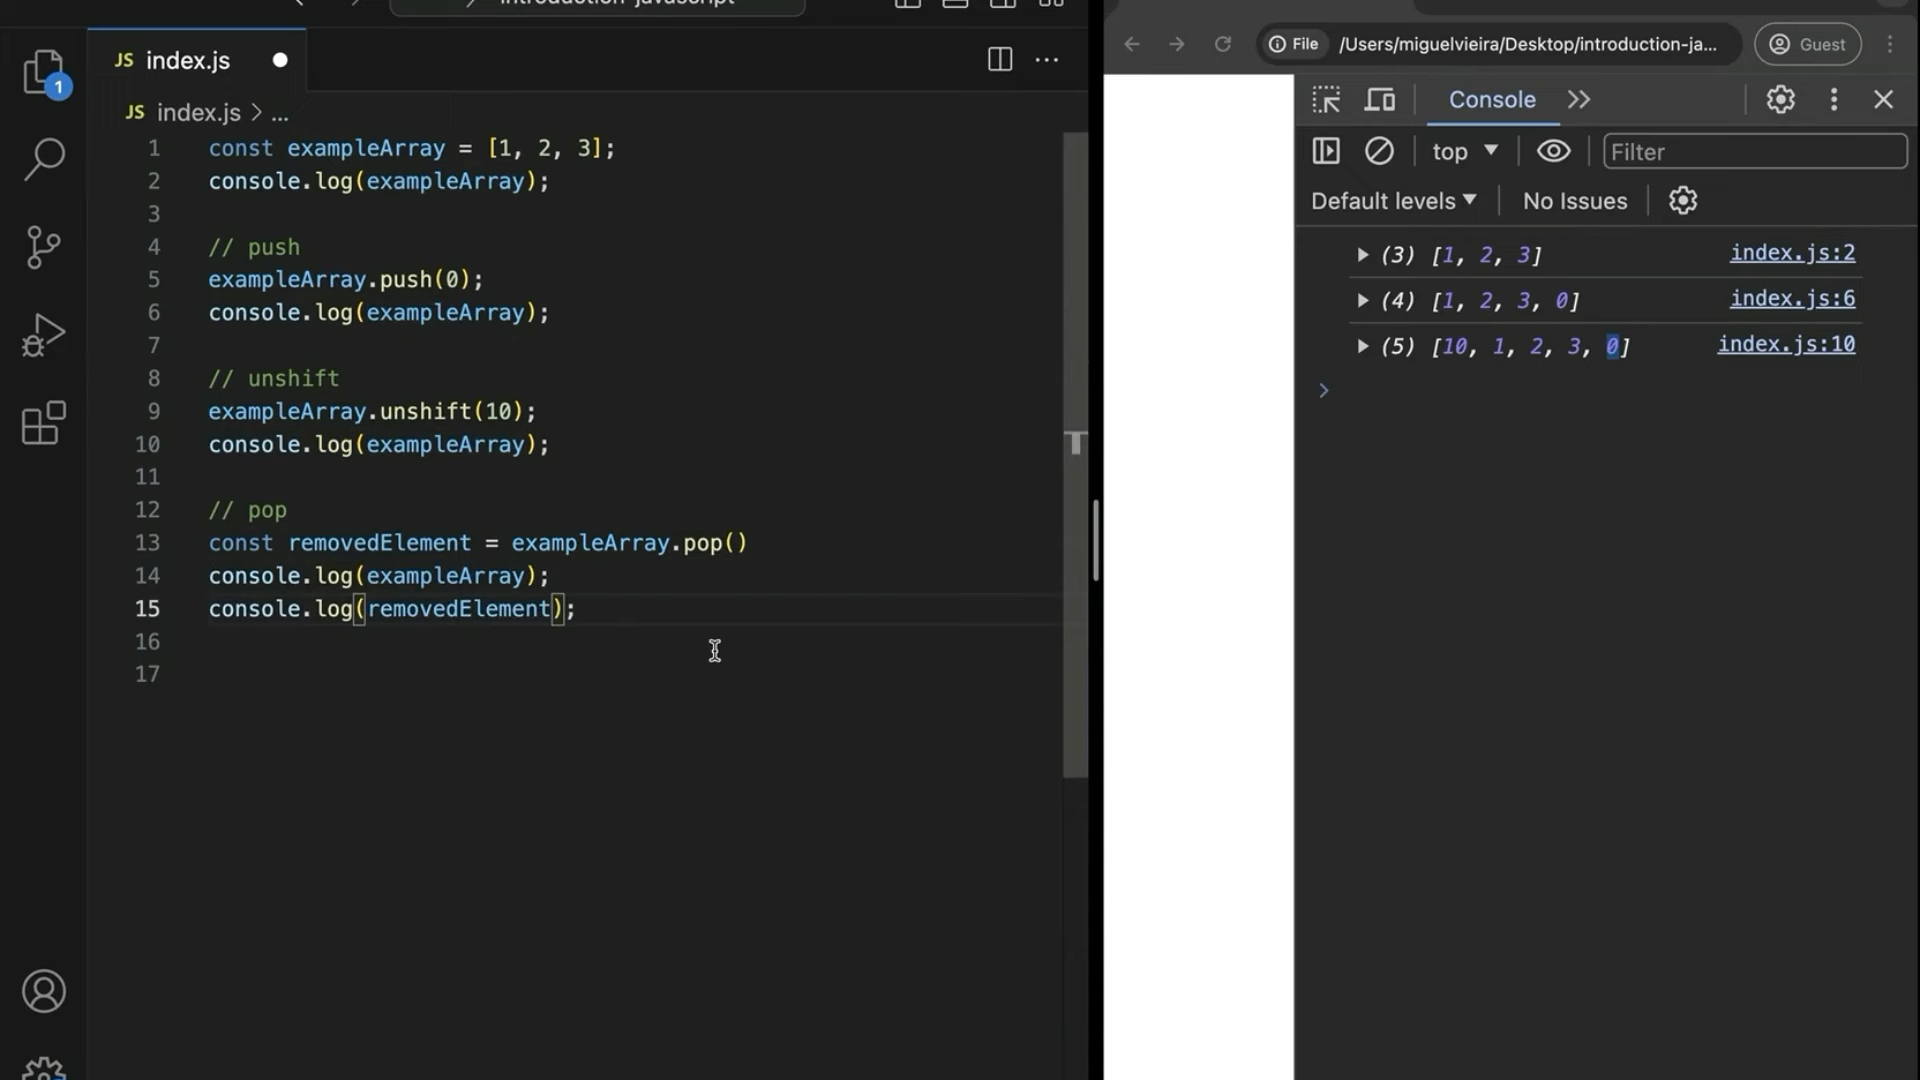 introduction-javascript
JS index.js
1
JS index.js > ...
1 const exampleArray = [1, 2, 3];
2 console.log(exampleArray);
3
4 // push
5 exampleArray.push(0);
6 console.log(exampleArray);
7
8 // unshift
9 exampleArray.unshift(10);
10 console.log(exampleArray);
11
12 // pop
13 const removedElement = exampleArray.pop()
14 console.log(exampleArray);
15 console.log(removedElement);
16
17
File /Users/miguelvieira/Desktop/introduction-ja... Guest
Console
top Filter
Default levels No Issues
(3) [1, 2, 3] index.js:2
(4) [1, 2, 3, 0] index.js:6
(5) [10, 1, 2, 3, 0] index.js:10